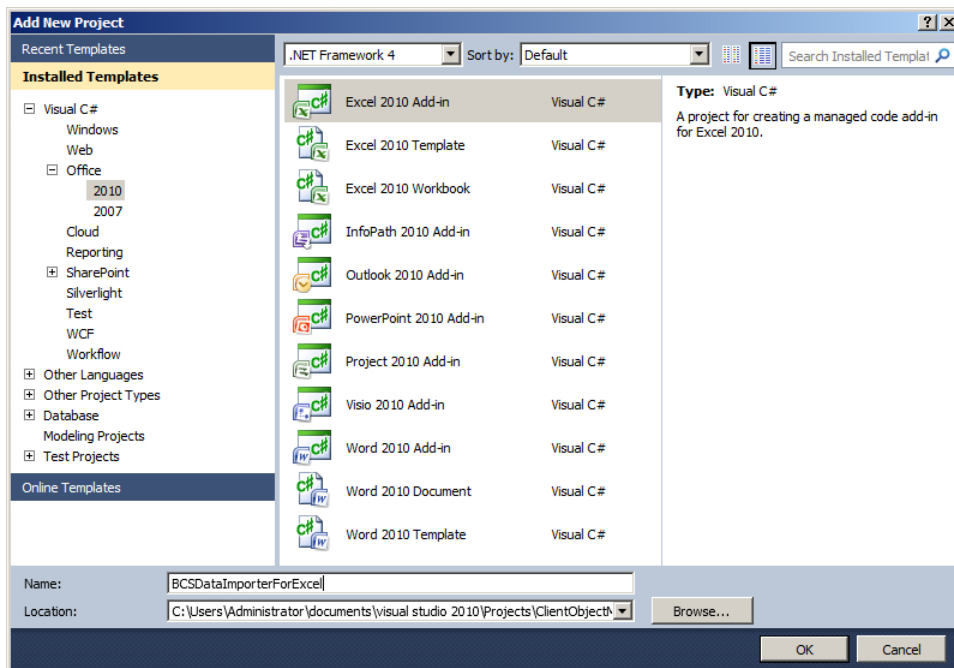 Add New Project
Recent Templates
Installed Templates
Visual C#
Windows
Web
Office
2010
2007
Cloud
Reporting
SharePoint
Silverlight
Test
WCF
Workflow
Other Languages
Other Project Types
Database
Modeling Projects
Test Projects
Online Templates
.NET Framework 4 Sort by: Default
Search Installed Templat
Excel 2010 Add-in Visual C#
Excel 2010 Template Visual C#
Excel 2010 Workbook Visual C#
InfoPath 2010 Add-in Visual C#
Outlook 2010 Add-in Visual C#
PowerPoint 2010 Add-in Visual C#
Project 2010 Add-in Visual C#
Visio 2010 Add-in Visual C#
Word 2010 Add-in Visual C#
Word 2010 Document Visual C#
Word 2010 Template Visual C#
Type: Visual C#
A project for creating a managed code add-in
for Excel 2010.
Name: BCSDataImporterForExcel
Location: C:\Users\Administrator\documents\visual studio 2010\Projects\ClientObject
Browse...
OK Cancel